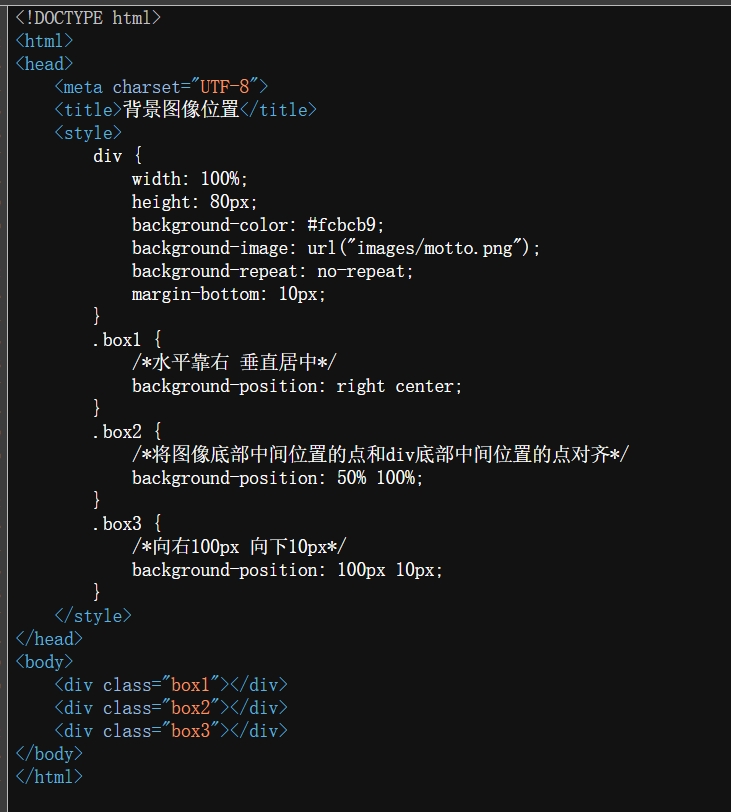 <!DOCTYPE html>
<html>
<head>
    <meta charset="UTF-8">
    <title>背景图像位置</title>
    <style>
        div {
            width: 100%;
            height: 80px;
            background-color: #fcbcb9;
            background-image: url("images/motto.png");
            background-repeat: no-repeat;
            margin-bottom: 10px;
        }
        .box1 {
            /*水平靠右 垂直居中*/
            background-position: right center;
        }
        .box2 {
            /*将图像底部中间位置的点和div底部中间位置的点对齐*/
            background-position: 50% 100%;
        }
        .box3 {
            /*向右100px 向下10px*/
            background-position: 100px 10px;
        }
    </style>
</head>
<body>
    <div class="box1"></div>
    <div class="box2"></div>
    <div class="box3"></div>
</body>
</html>